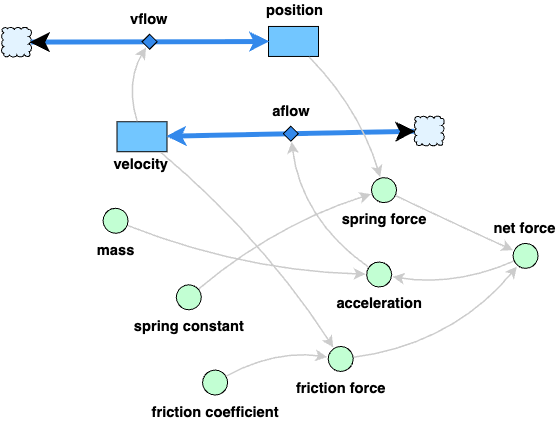 position
vflow
aflow
velocity
spring force
net force
mass
acceleration
spring constant
friction force
friction coefficient